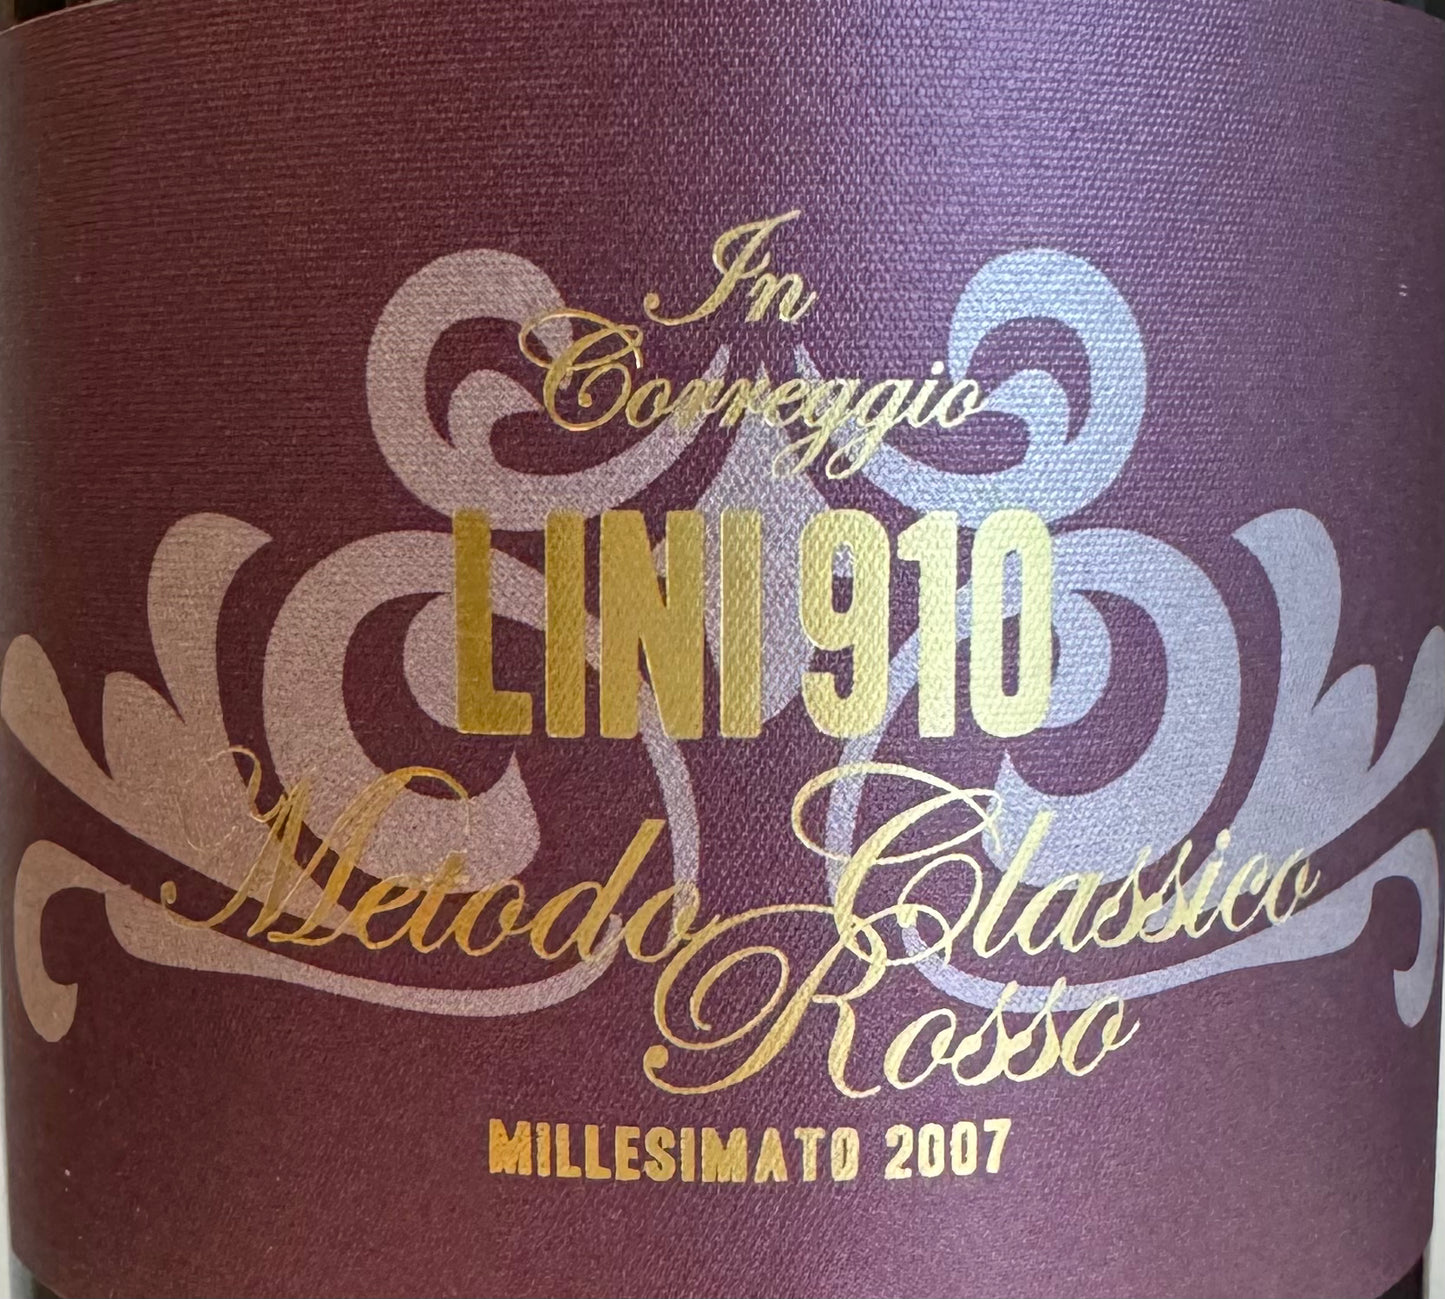 In
Correggio
LINI 910
Metodo Classico
Rosso
MILLESIMATO 2007